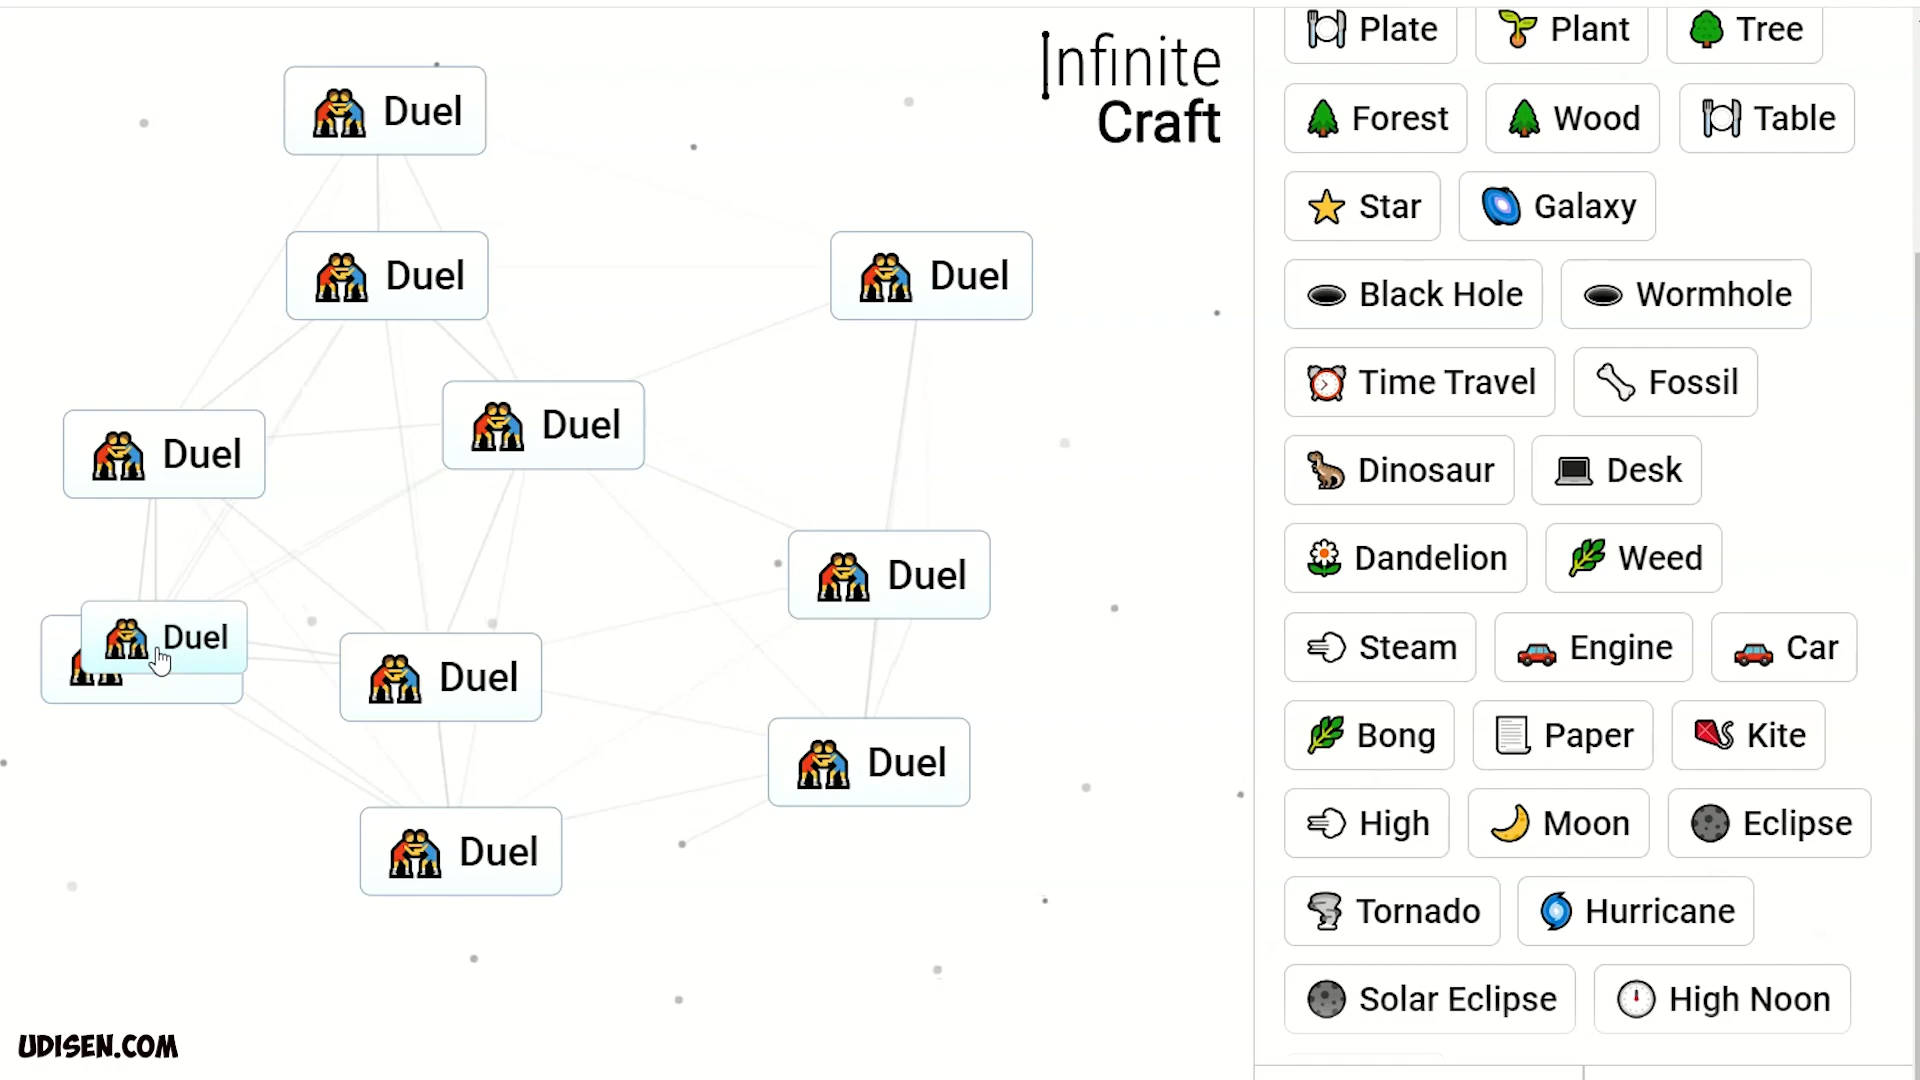 Infinite
Craft
Duel
Duel
Duel
Duel
Duel
Duel
Duel
Duel
Duel
Duel
Plate Plant Tree
Forest Wood Table
Star Galaxy
Black Hole Wormhole
Time Travel Fossil
Dinosaur Desk
Dandelion Weed
Steam Engine Car
Bong Paper Kite
High Moon Eclipse
Tornado Hurricane
Solar Eclipse High Noon
UDISEN.COM